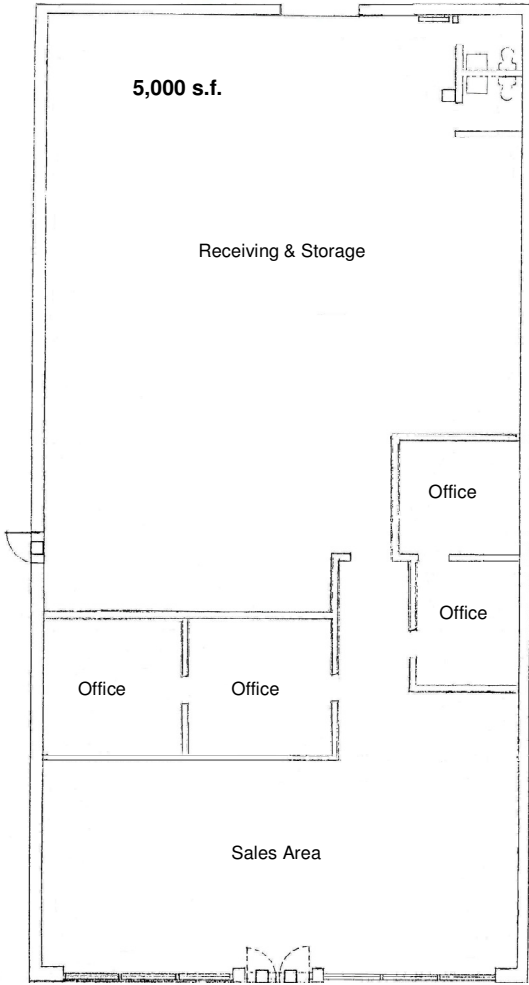 5,000 s.f.
Receiving & Storage
Office
Office
Office
Office
Sales Area